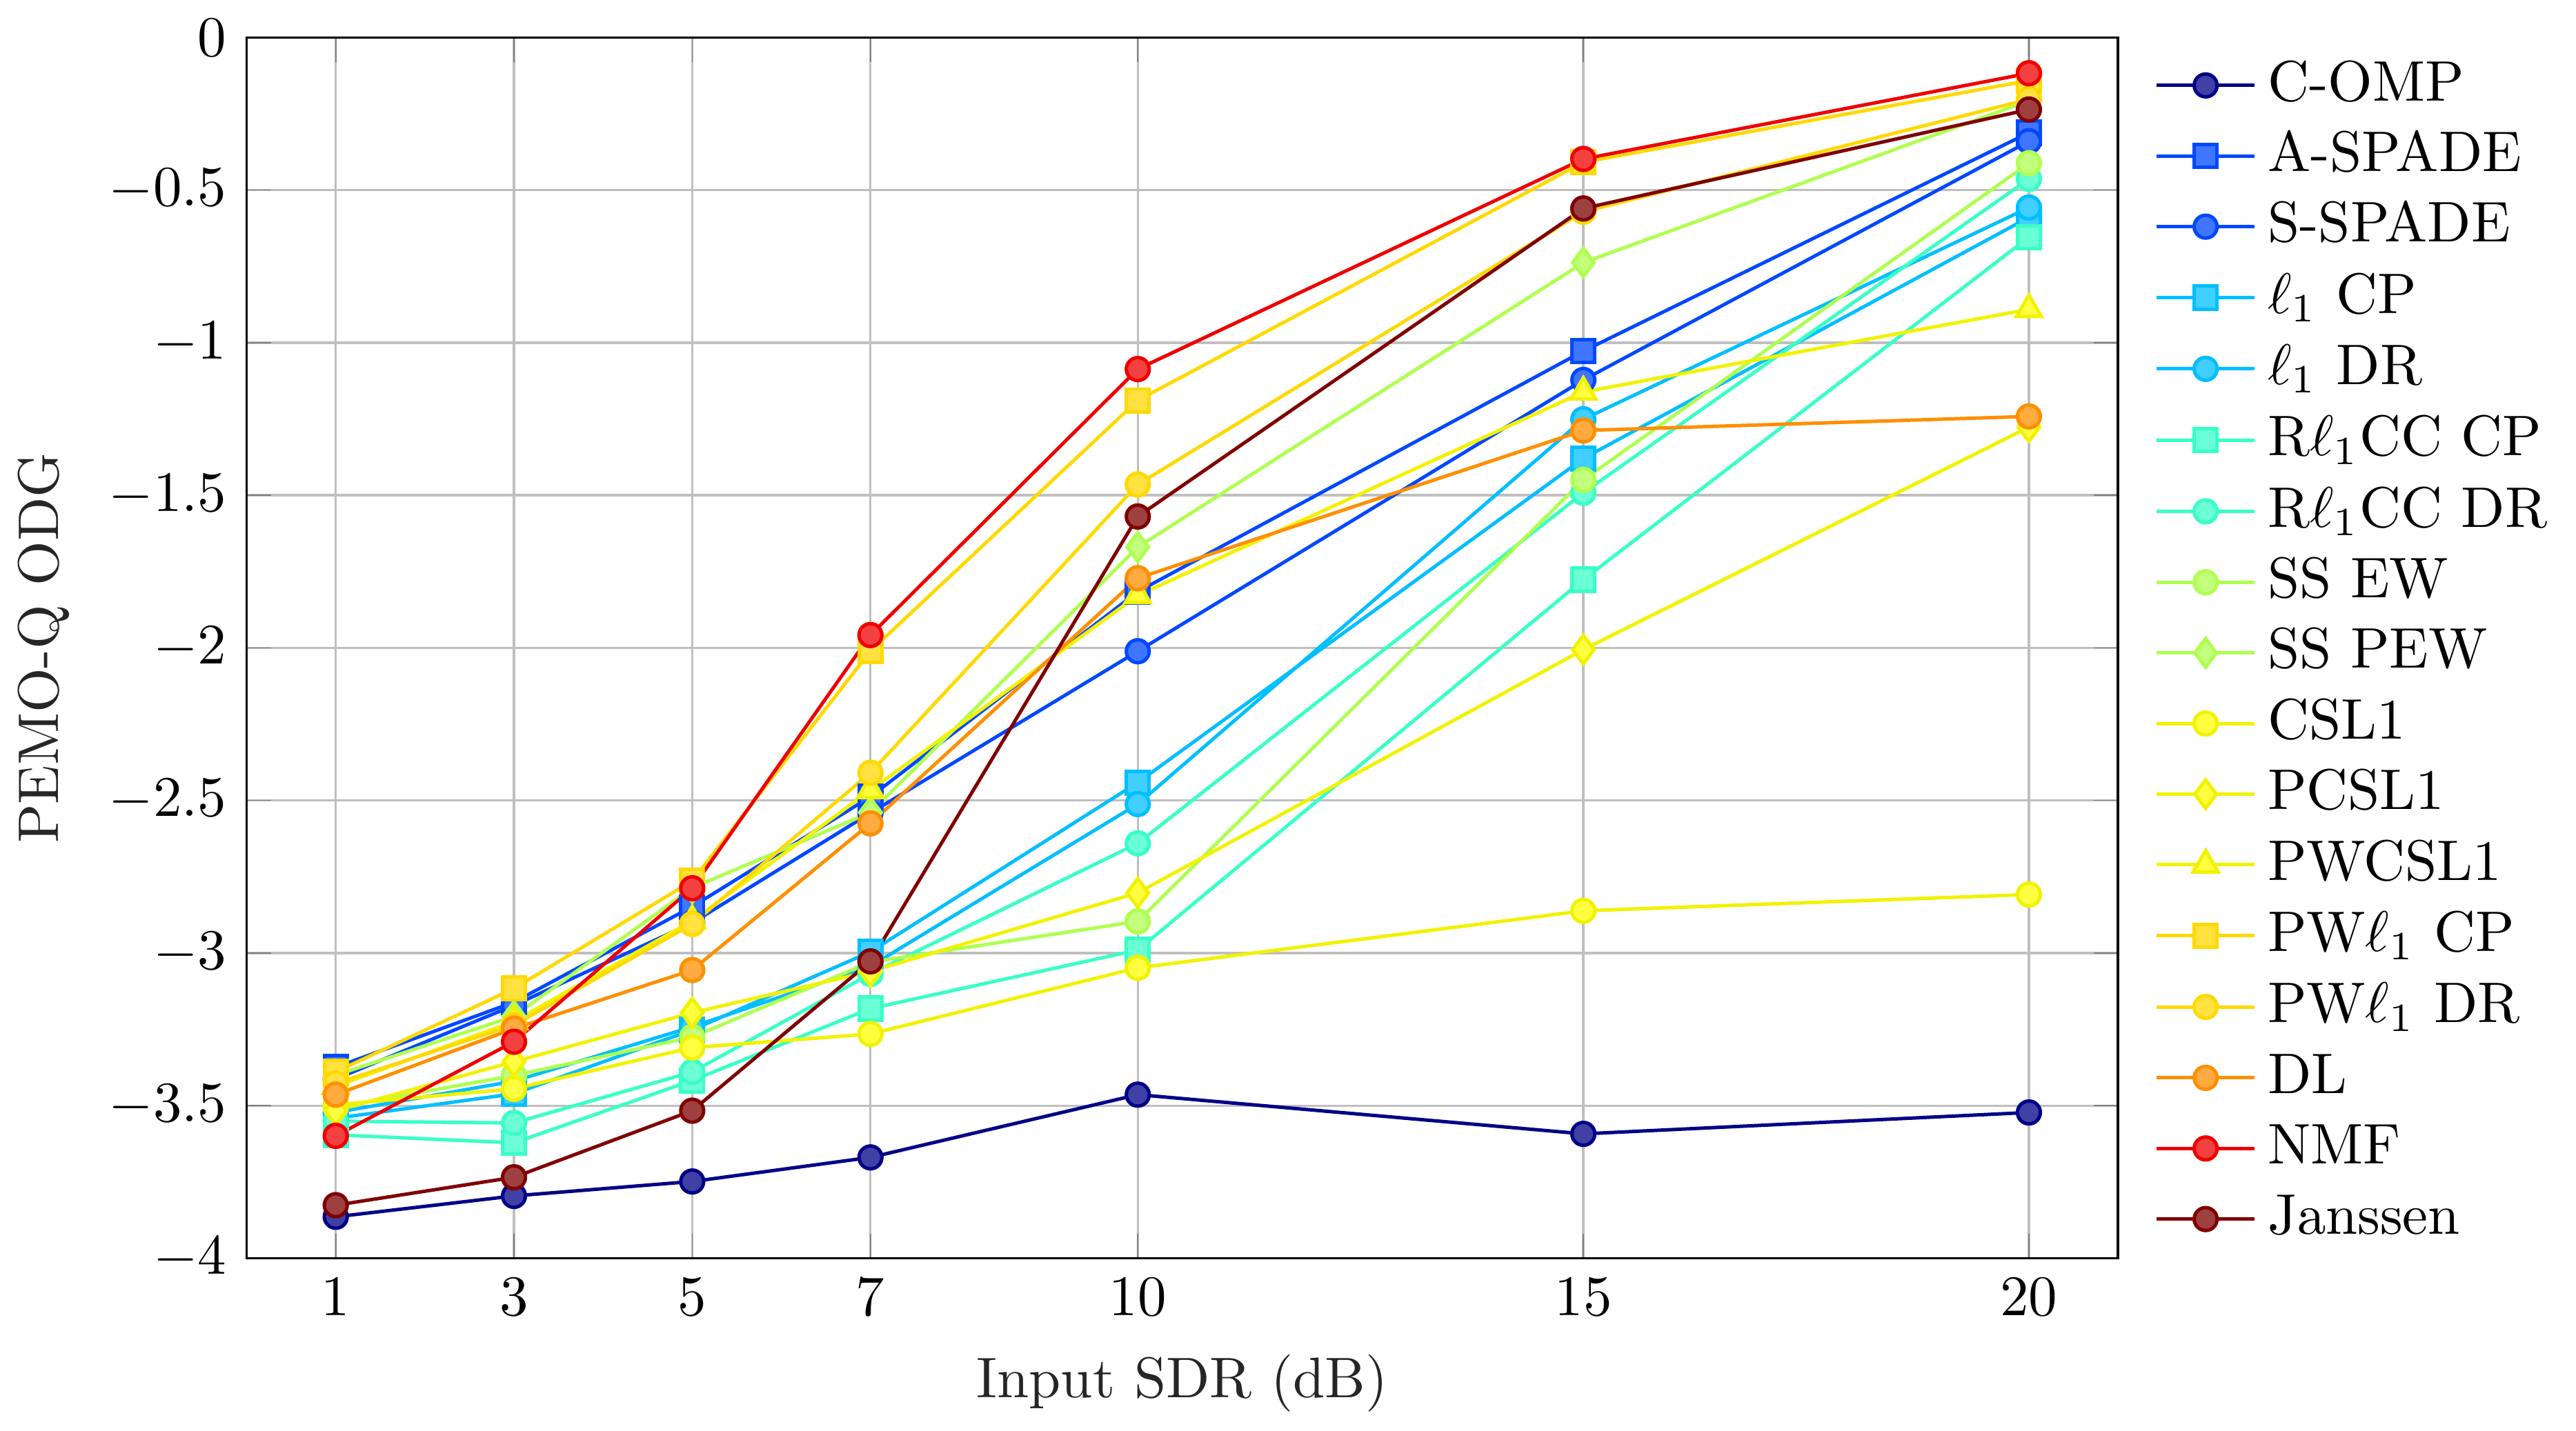 0
−0.5
−1
−1.5
−2
−2.5
−3
−3.5
−4
PEMO-Q ODG
1 3 5 7 10 15 20
Input SDR (dB)
C-OMP
A-SPADE
S-SPADE
ℓ₁ CP
ℓ₁ DR
Rℓ₁CC CP
Rℓ₁CC DR
SS EW
SS PEW
CSL1
PCSL1
PWCSL1
PWℓ₁ CP
PWℓ₁ DR
DL
NMF
Janssen